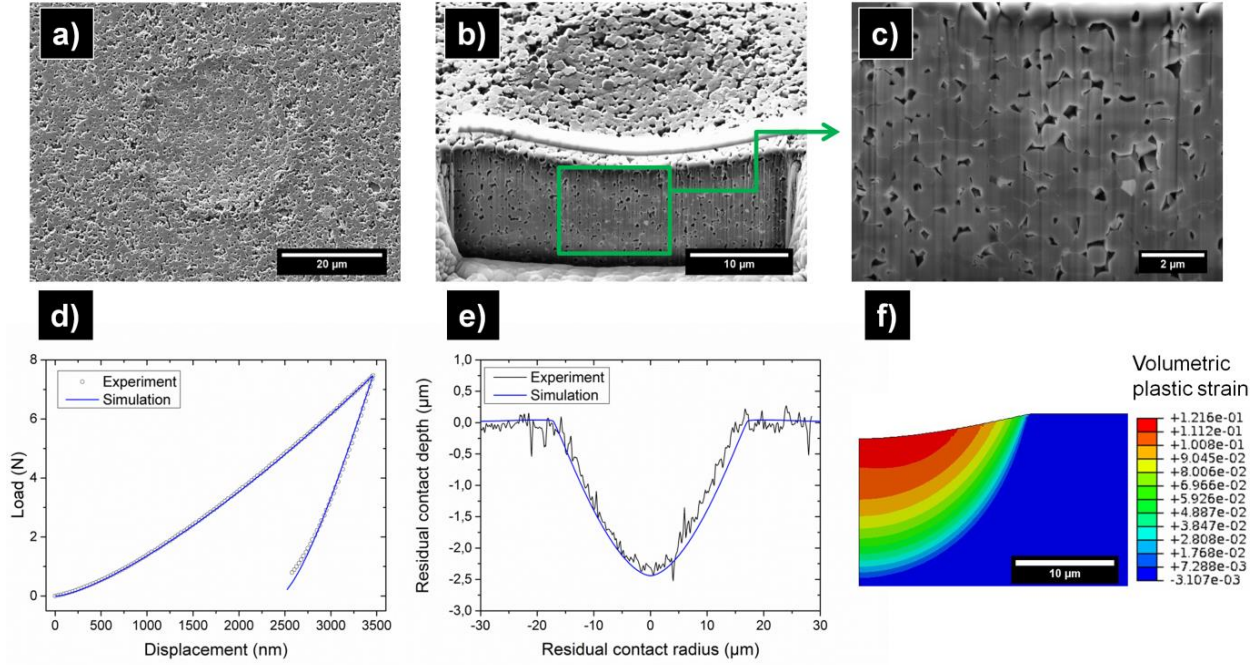 a)
b)
c)
20 µm
10 µm
2 µm
d)
e)
f)
8
6
4
2
0
Load (N)
Experiment
Simulation
0 500 1000 1500 2000 2500 3000 3500
Displacement (nm)
1,0
0,5
0,0
-0,5
-1,0
-1,5
-2,0
-2,5
-3,0
Residual contact depth (µm)
Experiment
Simulation
-30 -20 -10 0 10 20 30
Residual contact radius (µm)
Volumetric
plastic strain
+1.216e-01
+1.112e-01
+1.008e-01
+9.045e-02
+8.006e-02
+6.966e-02
+5.926e-02
+4.887e-02
+3.847e-02
+2.808e-02
+1.768e-02
+7.288e-03
-3.107e-03
10 µm